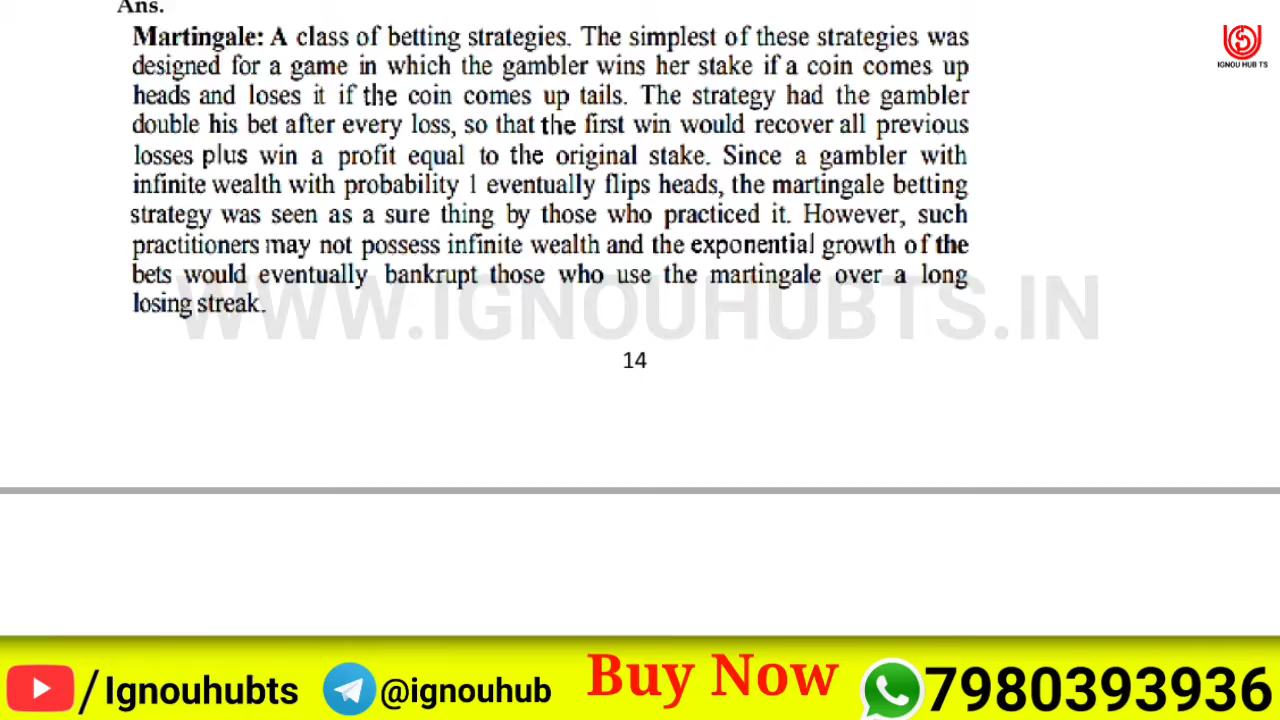 Ans.
Martingale: A class of betting strategies. The simplest of these strategies was
designed for a game in which the gambler wins her stake if a coin comes up
heads and loses it if the coin comes up tails. The strategy had the gambler
double his bet after every loss, so that the first win would recover all previous
losses plus win a profit equal to the original stake. Since a gambler with
infinite wealth with probability 1 eventually flips heads, the martingale betting
strategy was seen as a sure thing by those who practiced it. However, such
practitioners may not possess infinite wealth and the exponential growth of the
bets would eventually bankrupt those who use the martingale over a long
losing streak.
WWW.IGNOUHUBTS.IN
14
IGNOU HUB TS
/Ignouhubts
@ignouhub
Buy Now
7980393936